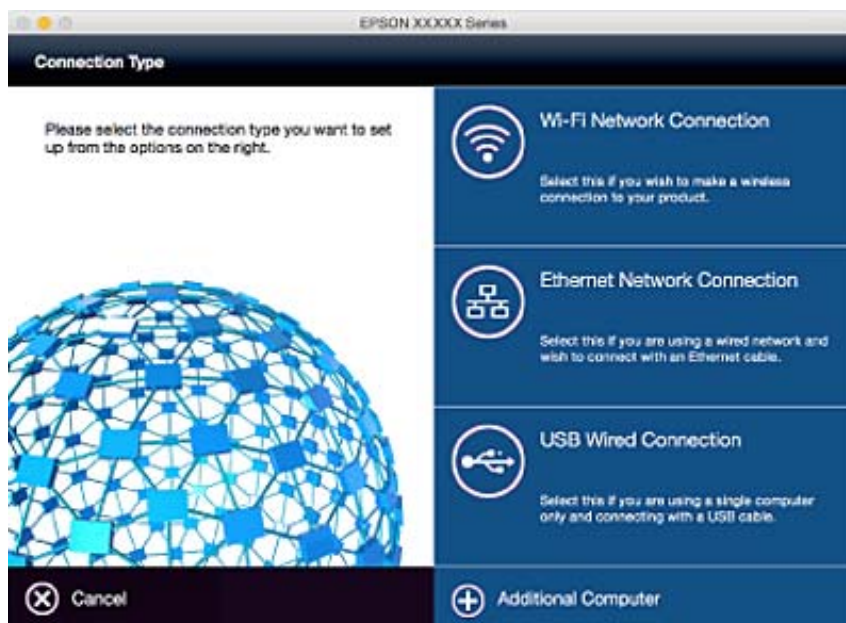 EPSON XXXXX Series
Connection Type
Please select the connection type you want to set
up from the options on the right.
Wi-Fi Network Connection
Select this if you wish to make a wireless
connection to your product.
Ethernet Network Connection
Select this if you are using a wired network and
wish to connect with an Ethernet cable.
USB Wired Connection
Select this if you are using a single computer
only and connecting with a USB cable.
Cancel
Additional Computer